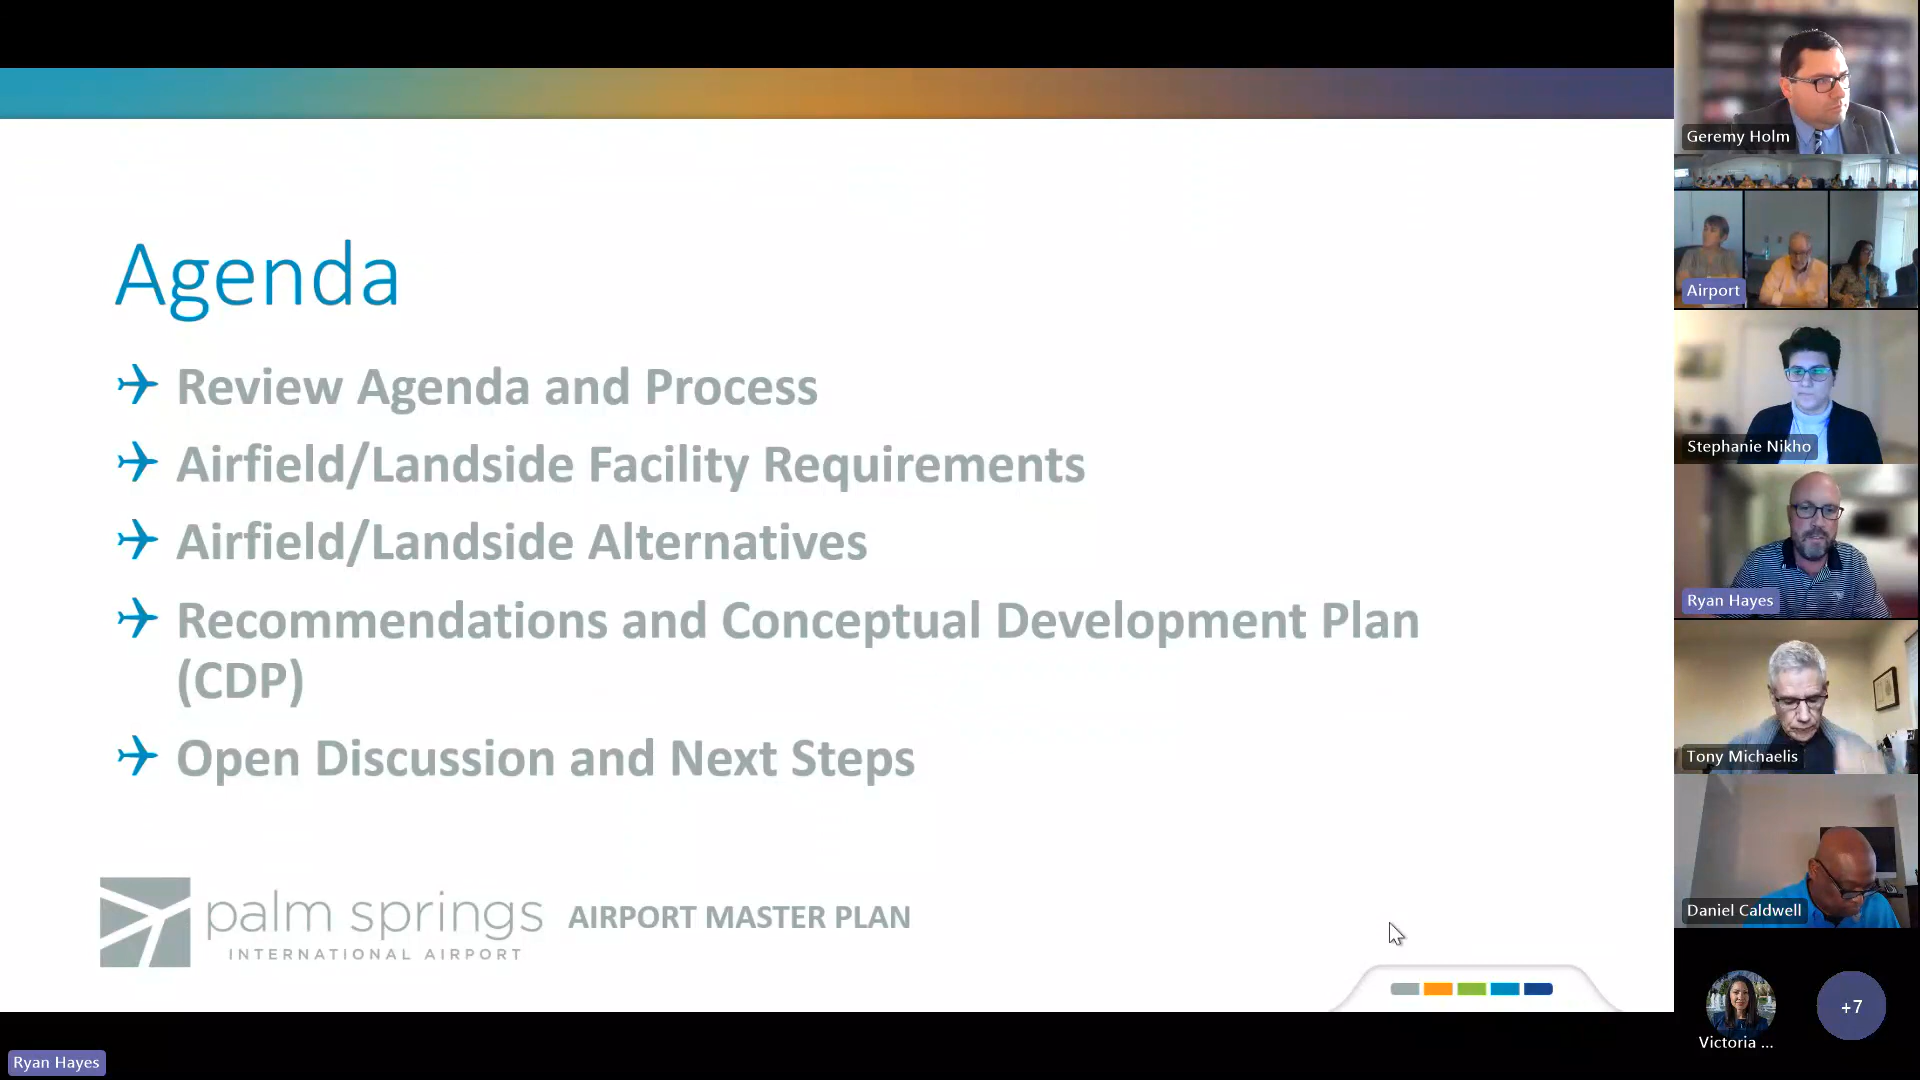 Agenda
Review Agenda and Process
Airfield/Landside Facility Requirements
Airfield/Landside Alternatives
Recommendations and Conceptual Development Plan
(CDP)
Open Discussion and Next Steps
palm springs
INTERNATIONAL AIRPORT
AIRPORT MASTER PLAN
Ryan Hayes
Geremy Holm
Airport
Stephanie Nikho
Ryan Hayes
Tony Michaelis
Daniel Caldwell
Victoria ...
+7